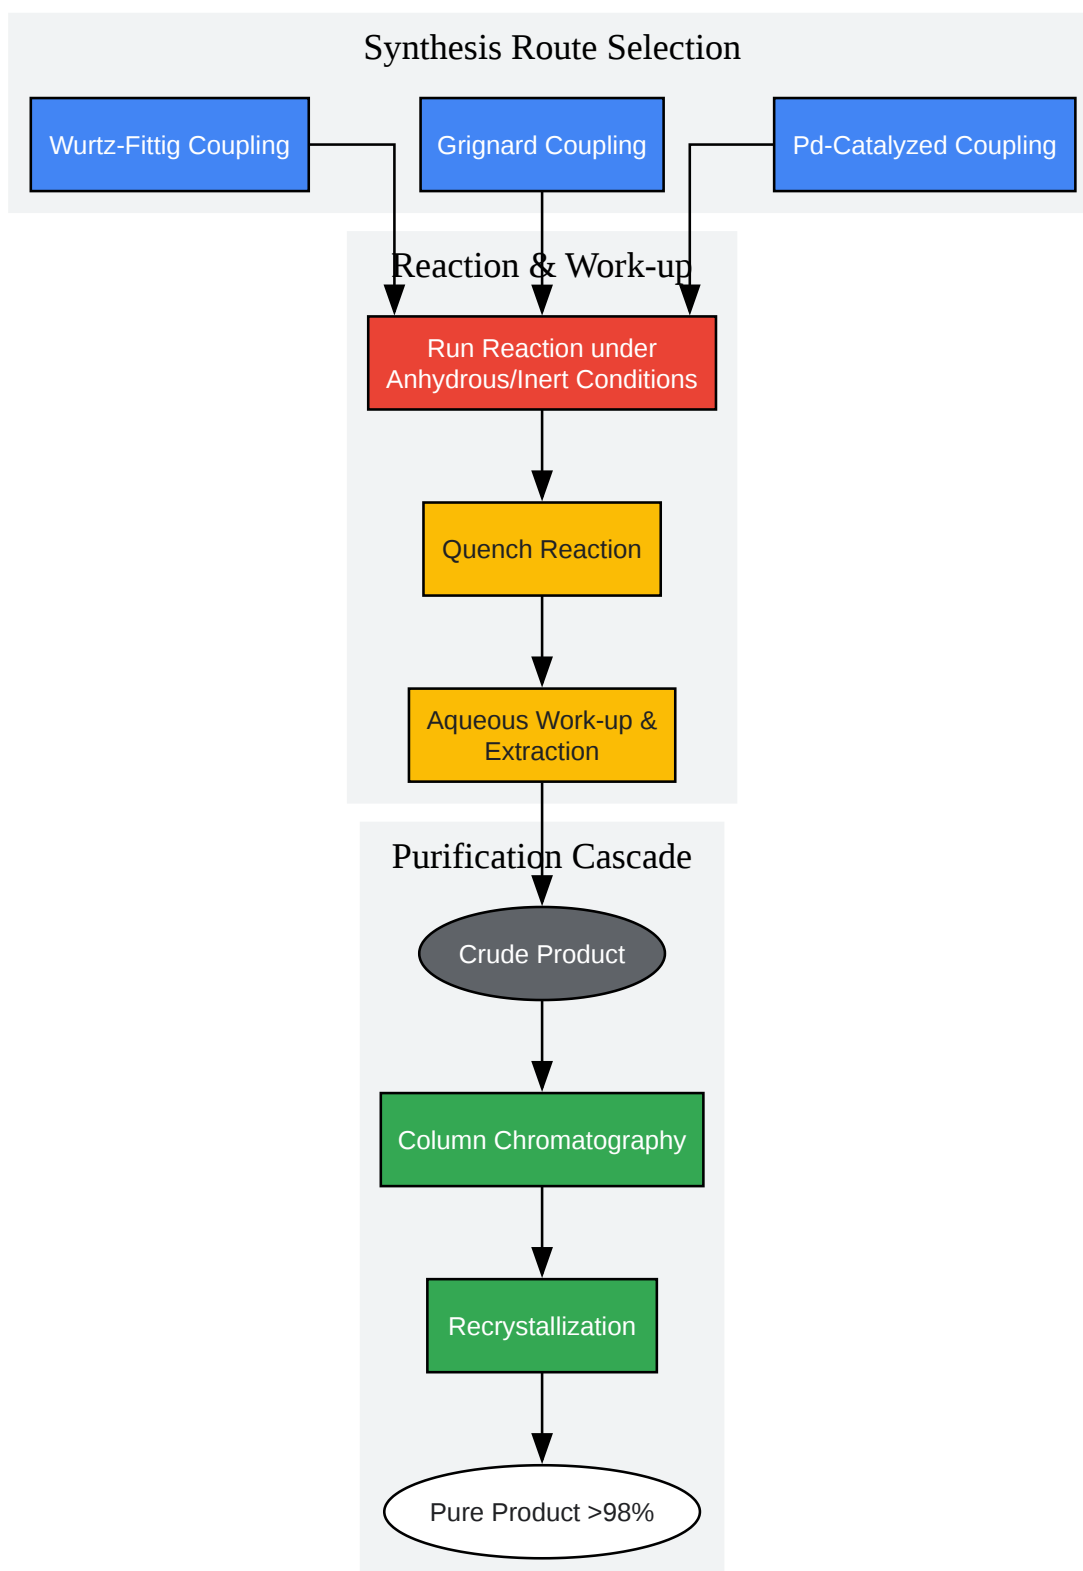 Synthesis Route Selection
Wurtz-Fittig Coupling
Grignard Coupling
Pd-Catalyzed Coupling
Reaction & Work-up
Run Reaction under
Anhydrous/Inert Conditions
Quench Reaction
Aqueous Work-up &
Extraction
Purification Cascade
Crude Product
Column Chromatography
Recrystallization
Pure Product >98%